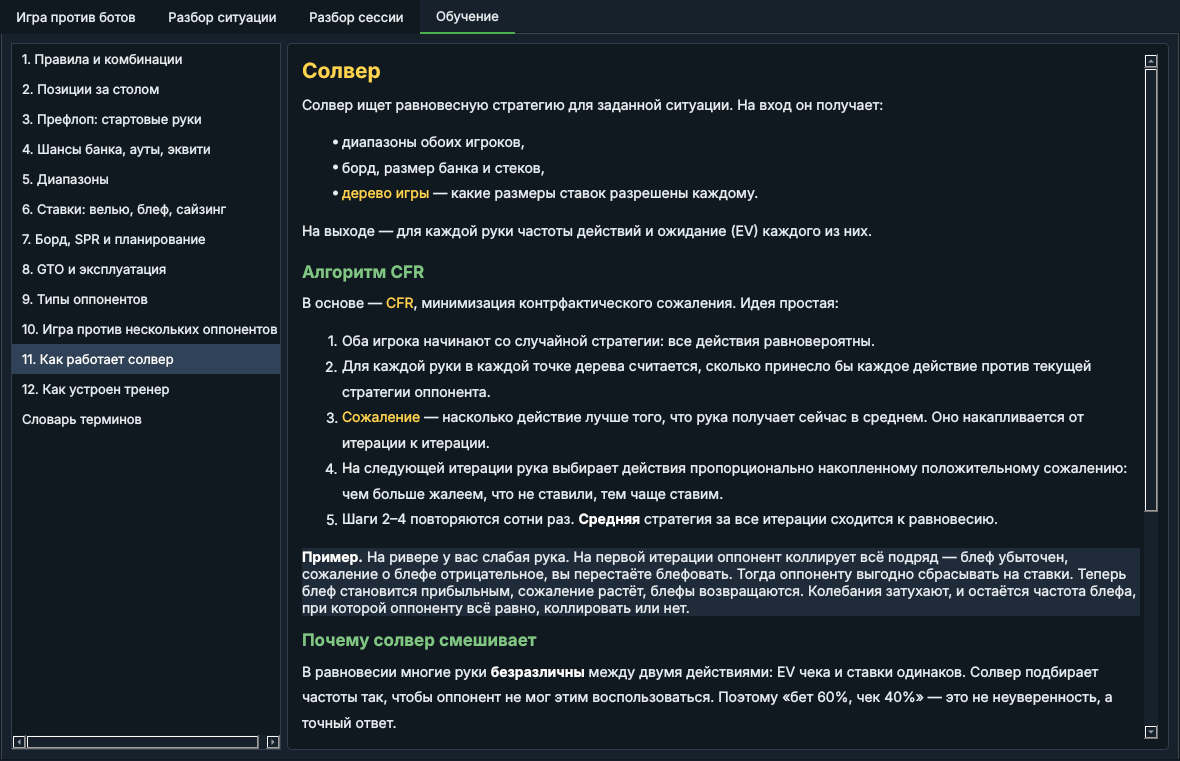 Игра против ботов
Разбор ситуации
Разбор сессии
Обучение
1. Правила и комбинации
2. Позиции за столом
3. Префлоп: стартовые руки
4. Шансы банка, ауты, эквити
5. Диапазоны
6. Ставки: велью, блеф, сайзинг
7. Борд, SPR и планирование
8. GTO и эксплуатация
9. Типы оппонентов
10. Игра против нескольких оппонентов
11. Как работает солвер
12. Как устроен тренер
Словарь терминов
Солвер
Солвер ищет равновесную стратегию для заданной ситуации. На вход он получает:
• диапазоны обоих игроков,
• борд, размер банка и стеков,
• дерево игры — какие размеры ставок разрешены каждому.
На выходе — для каждой руки частоты действий и ожидание (EV) каждого из них.
Алгоритм CFR
В основе — CFR, минимизация контрфактического сожаления. Идея простая:
1. Оба игрока начинают со случайной стратегии: все действия равновероятны.
2. Для каждой руки в каждой точке дерева считается, сколько принесло бы каждое действие против текущей
стратегии оппонента.
3. Сожаление — насколько действие лучше того, что рука получает сейчас в среднем. Оно накапливается от
итерации к итерации.
4. На следующей итерации рука выбирает действия пропорционально накопленному положительному сожалению:
чем больше жалеем, что не ставили, тем чаще ставим.
5. Шаги 2–4 повторяются сотни раз. Средняя стратегия за все итерации сходится к равновесию.
Пример. На ривере у вас слабая рука. На первой итерации оппонент коллирует всё подряд — блеф убыточен,
сожаление о блефе отрицательное, вы перестаёте блефовать. Тогда оппоненту выгодно сбрасывать на ставки. Теперь
блеф становится прибыльным, сожаление растёт, блефы возвращаются. Колебания затухают, и остаётся частота блефа,
при которой оппоненту всё равно, коллировать или нет.
Почему солвер смешивает
В равновесии многие руки безразличны между двумя действиями: EV чека и ставки одинаков. Солвер подбирает
частоты так, чтобы оппонент не мог этим воспользоваться. Поэтому «бет 60%, чек 40%» — это не неуверенность, а
точный ответ.